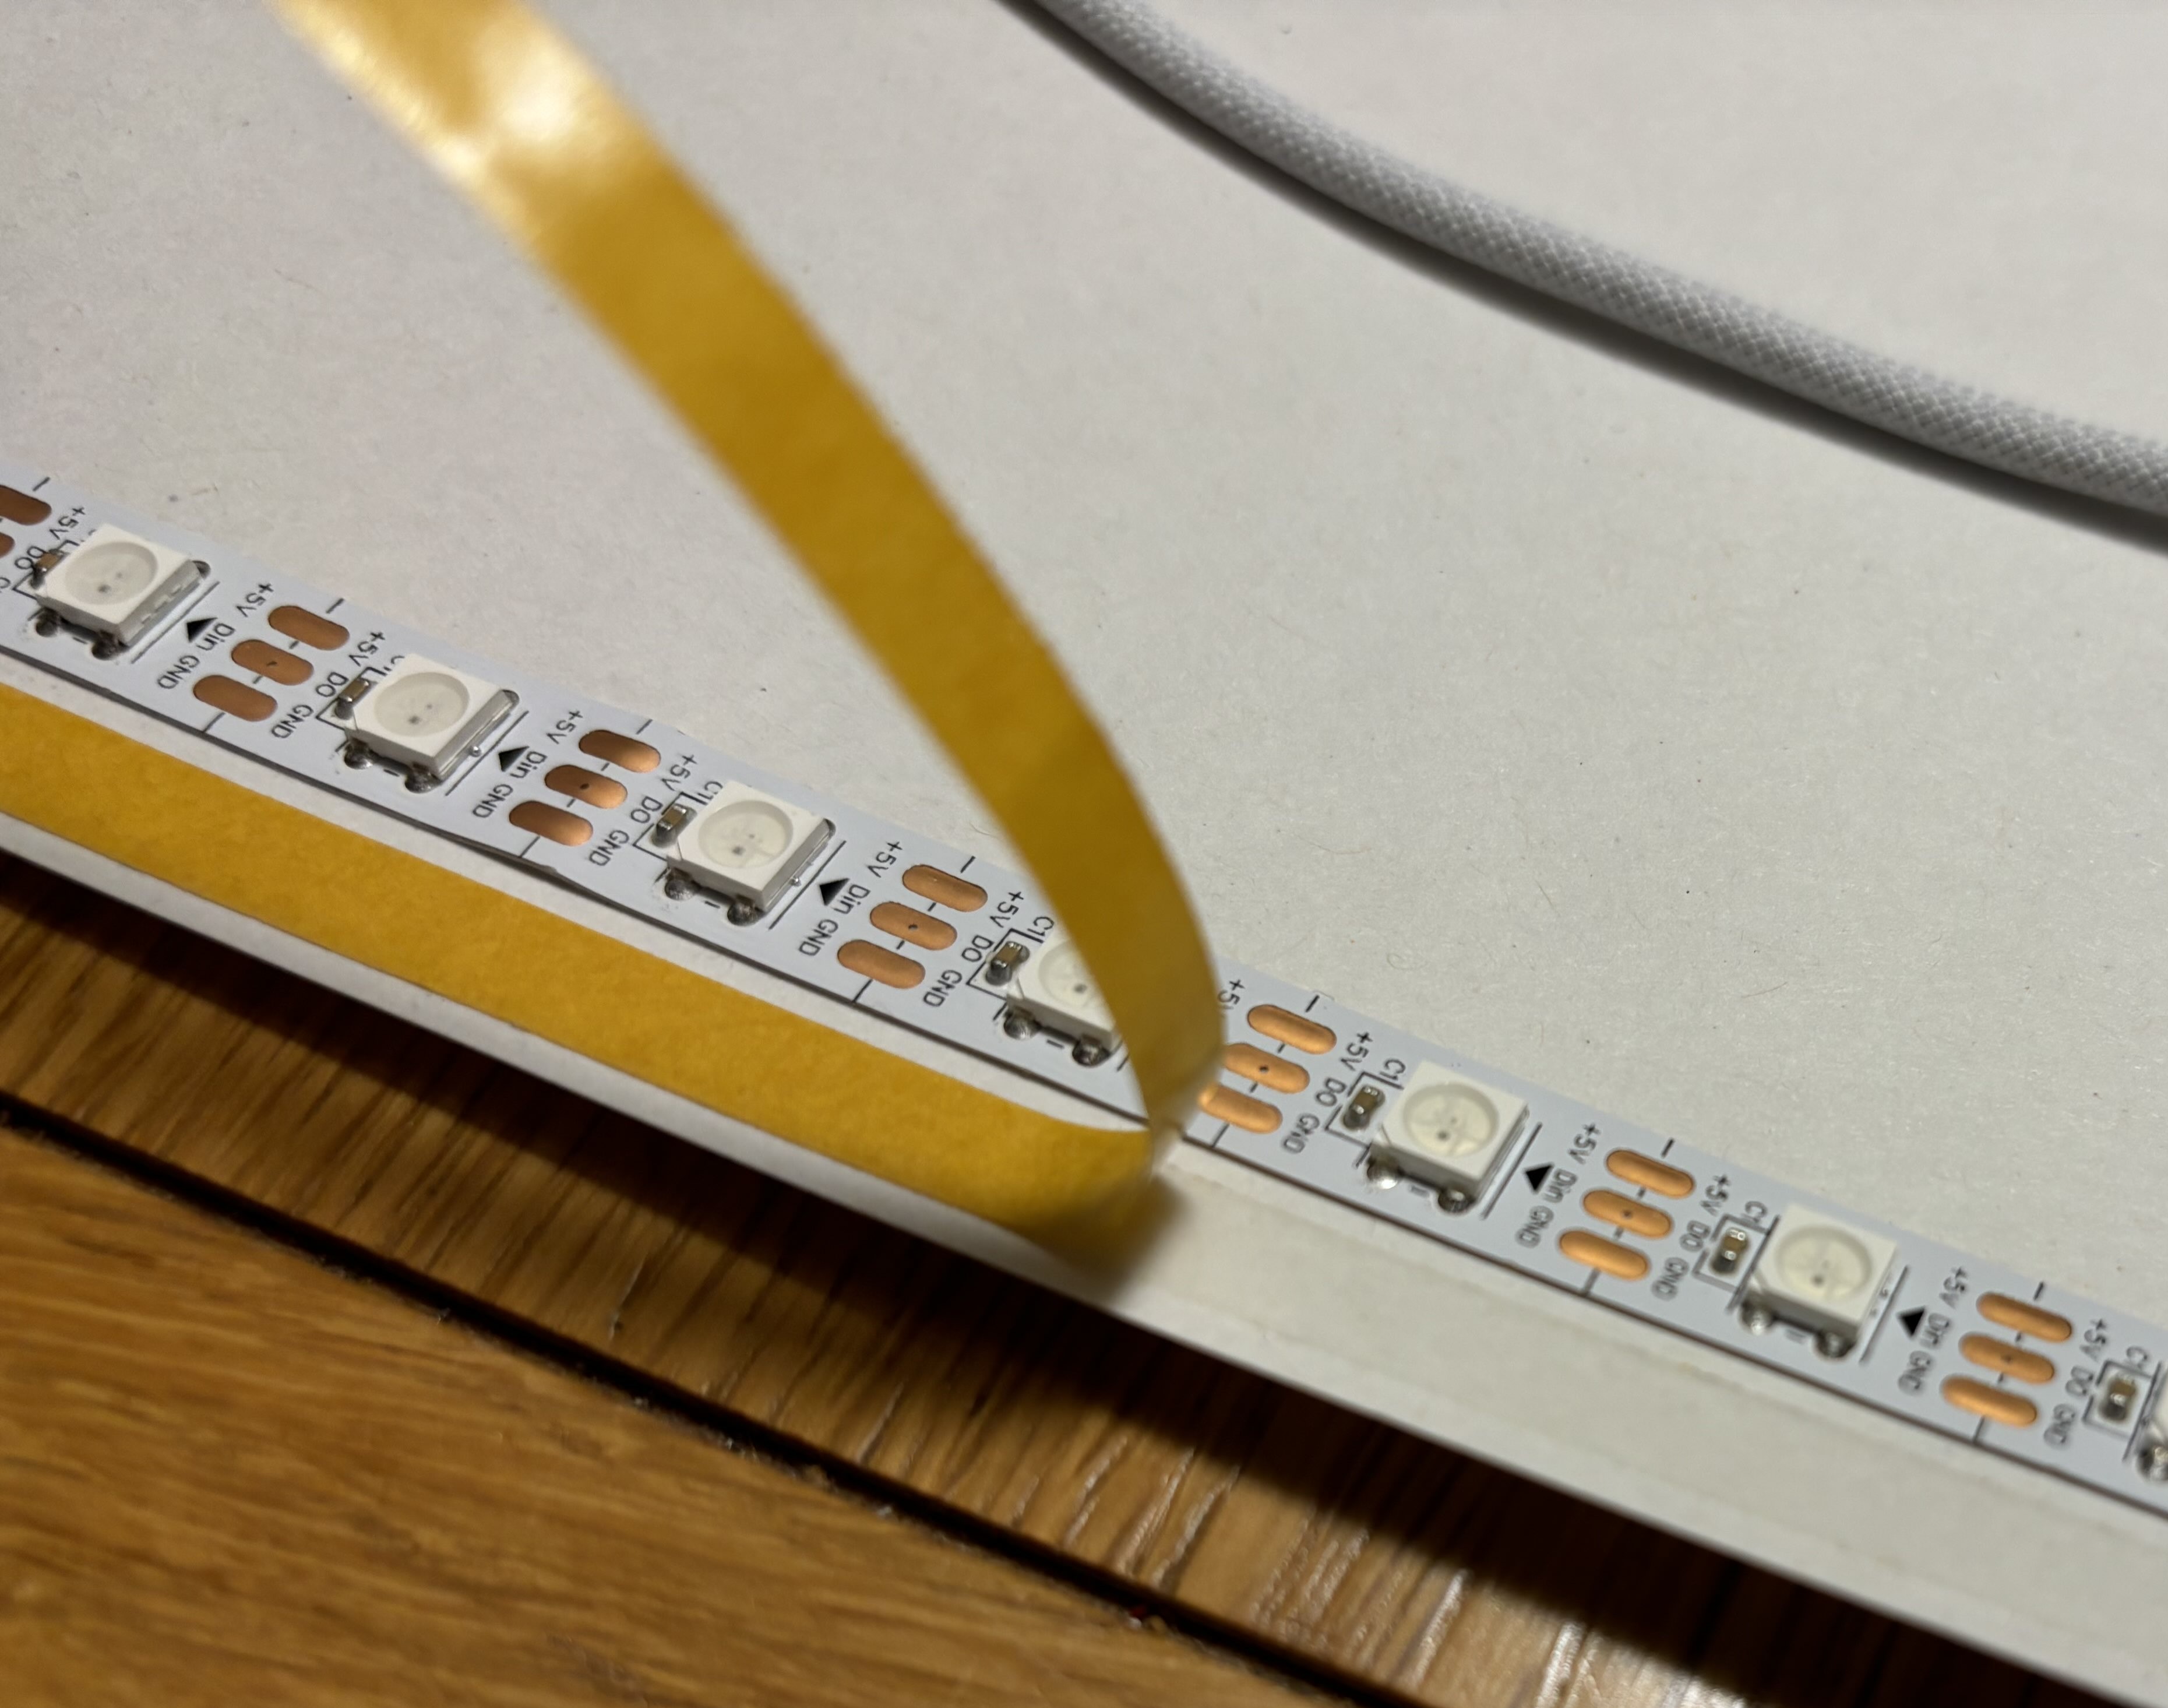 +5V
DO
+5V
Din
GND
+5V
DO
GND
+5V
Din
GND
C1
+5V
DO
GND
+5V
Din
GND
C1
+5V
DO
GND
+5V
C1
+5V
DO
GND
+5V
Din
GND
C1
+5V
DO
GND
+5V
Din
GND
C1
+5V
DO
GND